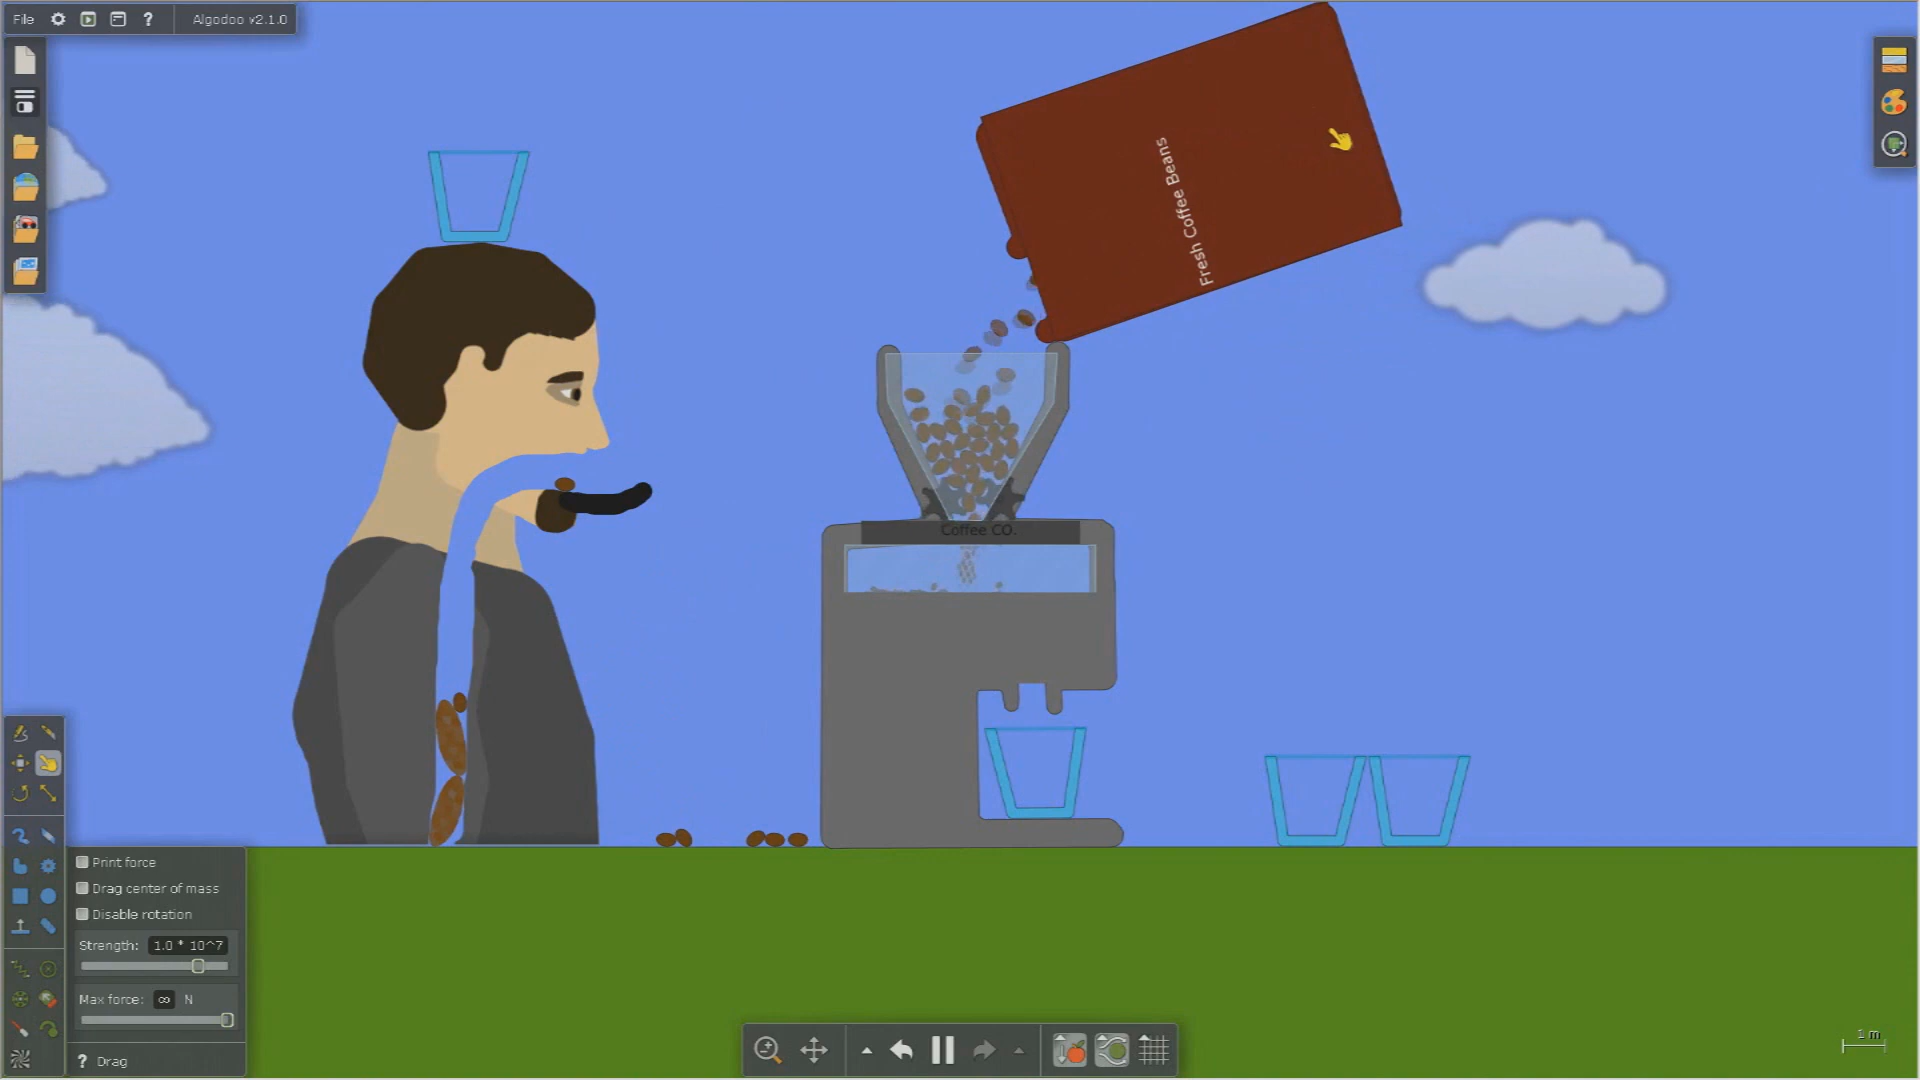 File
?
Algodoo v2.1.0
Fresh Coffee Beans
Coffee CO.
Print force
Drag center of mass
Disable rotation
Strength: 1.0 * 10^7
Max force: ∞ N
? Drag
1 m